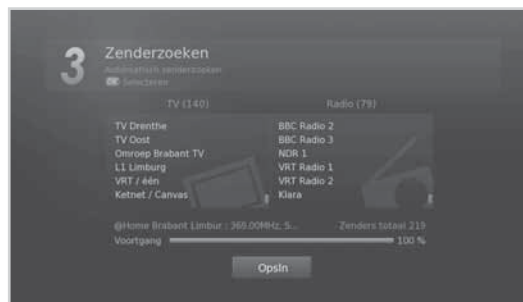 3
Zenderzoeken
Automatisch zenderzoeken
OK Selecteren
TV (140)
Radio (79)
TV Drenthe
TV Oost
Omroep Brabant TV
L1 Limburg
VRT / één
Ketnet / Canvas
BBC Radio 2
BBC Radio 3
NDR 1
VRT Radio 1
VRT Radio 2
Klara
@Home Brabant Limbur : 369.00MHz, S...
Zenders totaal 219
Voortgang
100 %
Opsln